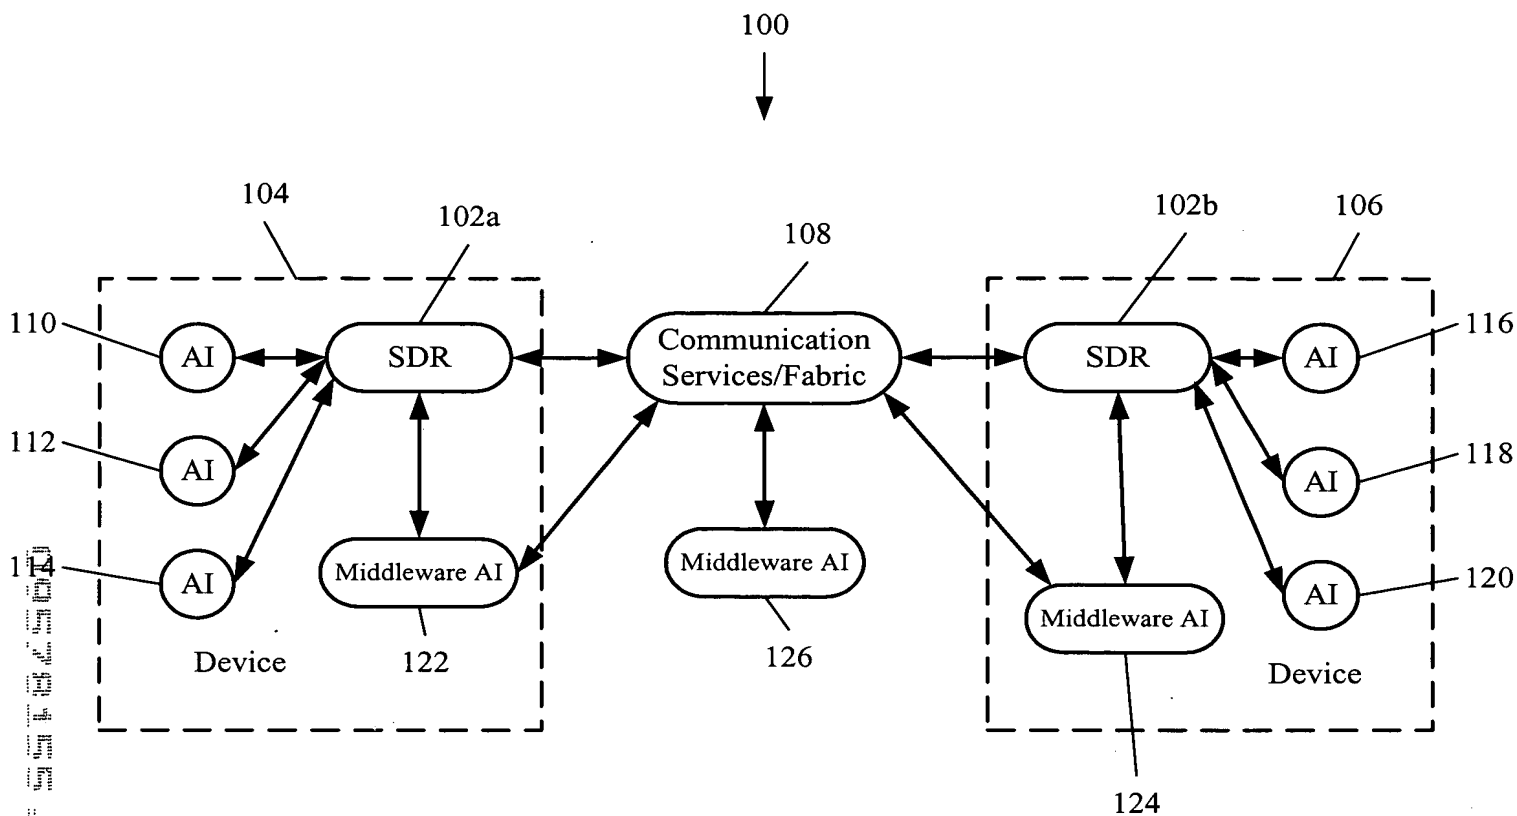 100
104
102a
108
102b
106
110
AI
SDR
Communication
Services/Fabric
SDR
AI
116
112
AI
AI
118
114
AI
Middleware AI
Middleware AI
Middleware AI
AI
120
Device
122
126
Device
124